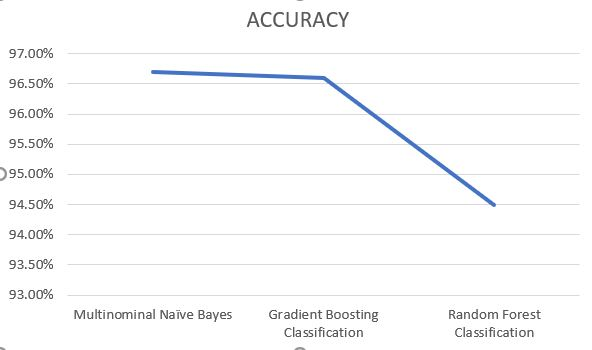 ACCURACY
97.00%
96.50%
96.00%
95.50%
95.00%
94.50%
94.00%
93.50%
93.00%
Multinominal Naïve Bayes
Gradient Boosting
Classification
Random Forest
Classification